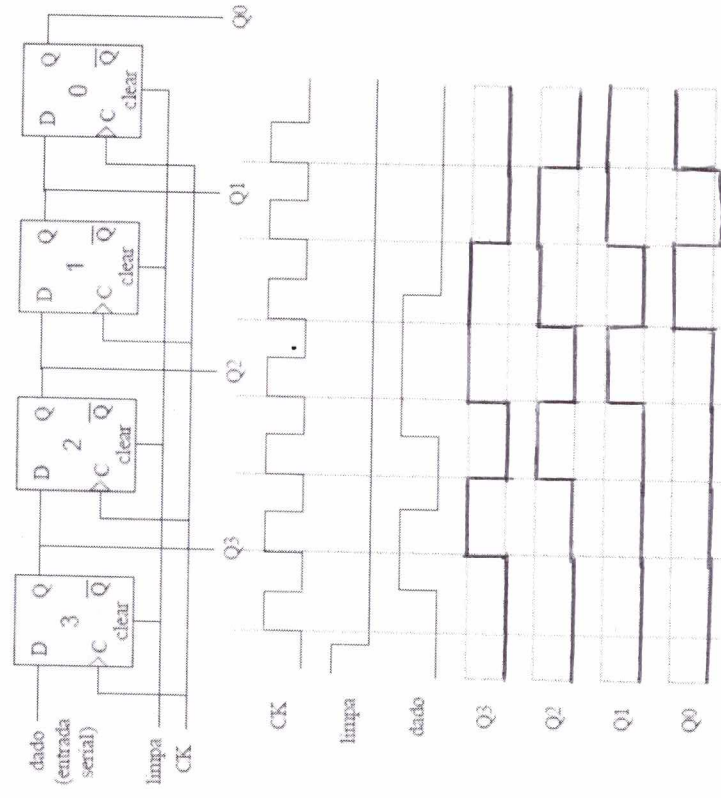 dado
(entrada
serial)
limpa
CK
D
Q
3
C
Q
clear
Q3
D
Q
2
C
Q
clear
Q2
D
Q
1
C
Q
clear
Q1
D
Q
0
C
Q
clear
Q0
CK
limpa
dado
Q3
Q2
Q1
Q0